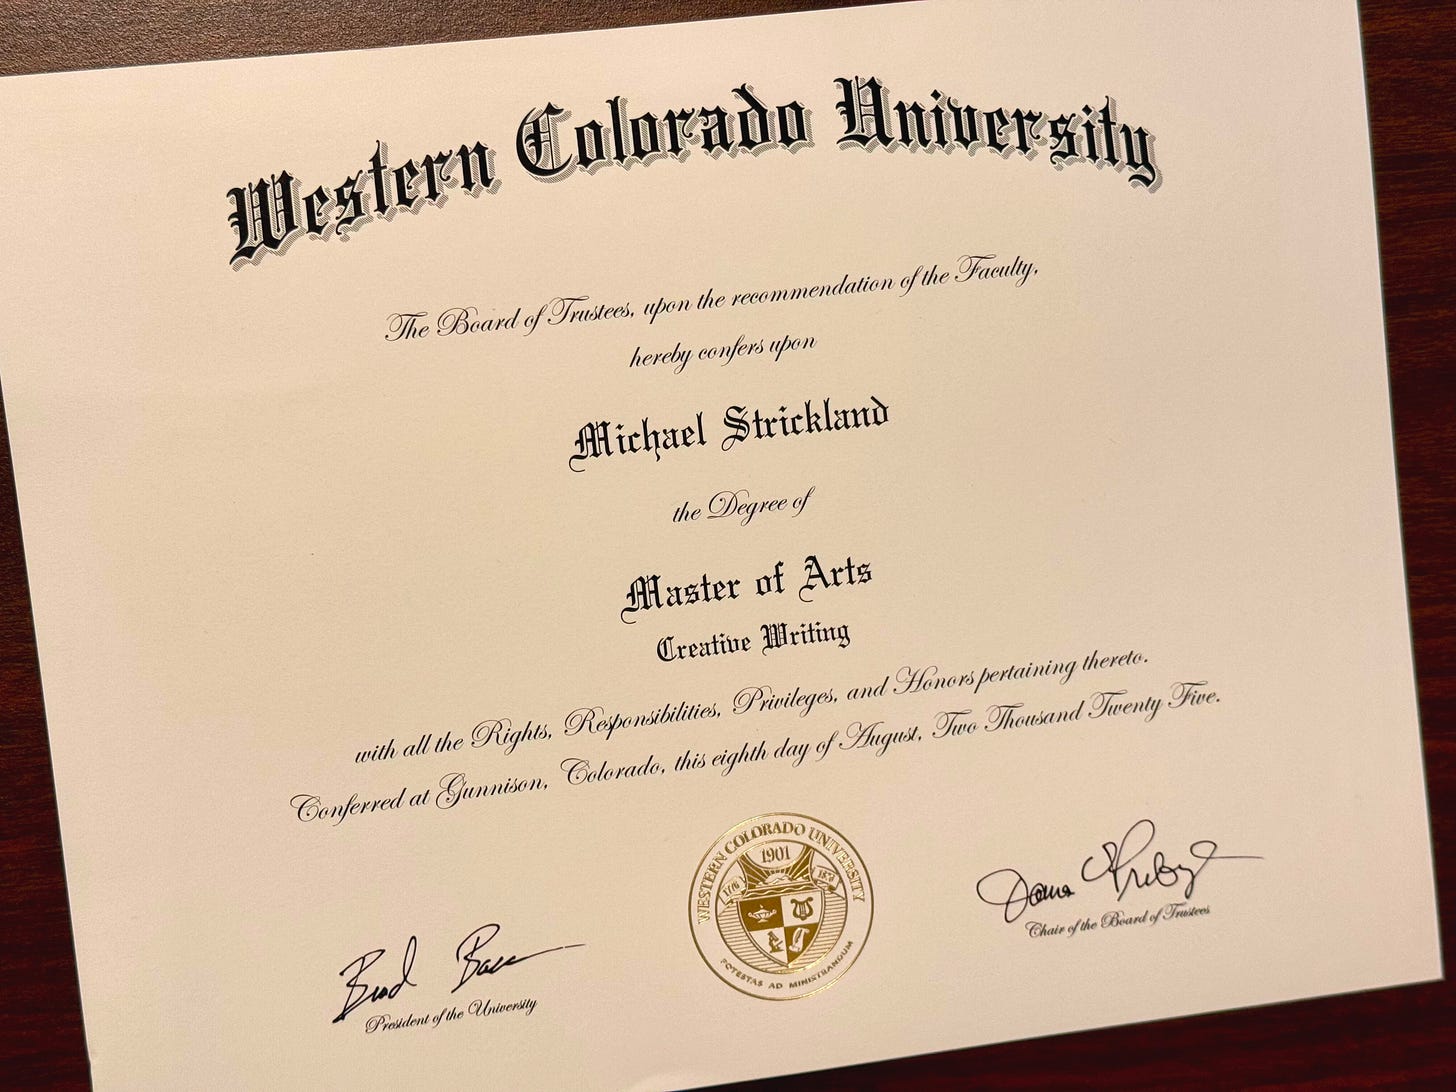 Western Colorado University
The Board of Trustees, upon the recommendation of the Faculty,
hereby confers upon
Michael Strickland
the Degree of
Master of Arts
Creative Writing
with all the Rights, Responsibilities, Privileges, and Honors pertaining thereto.
Conferred at Gunnison, Colorado, this eighth day of August, Two Thousand Twenty Five.
WESTERN COLORADO UNIVERSITY
1901
1776
POTESTAS AD MINISTRANDUM
Chair of the Board of Trustees
Brad
President of the University